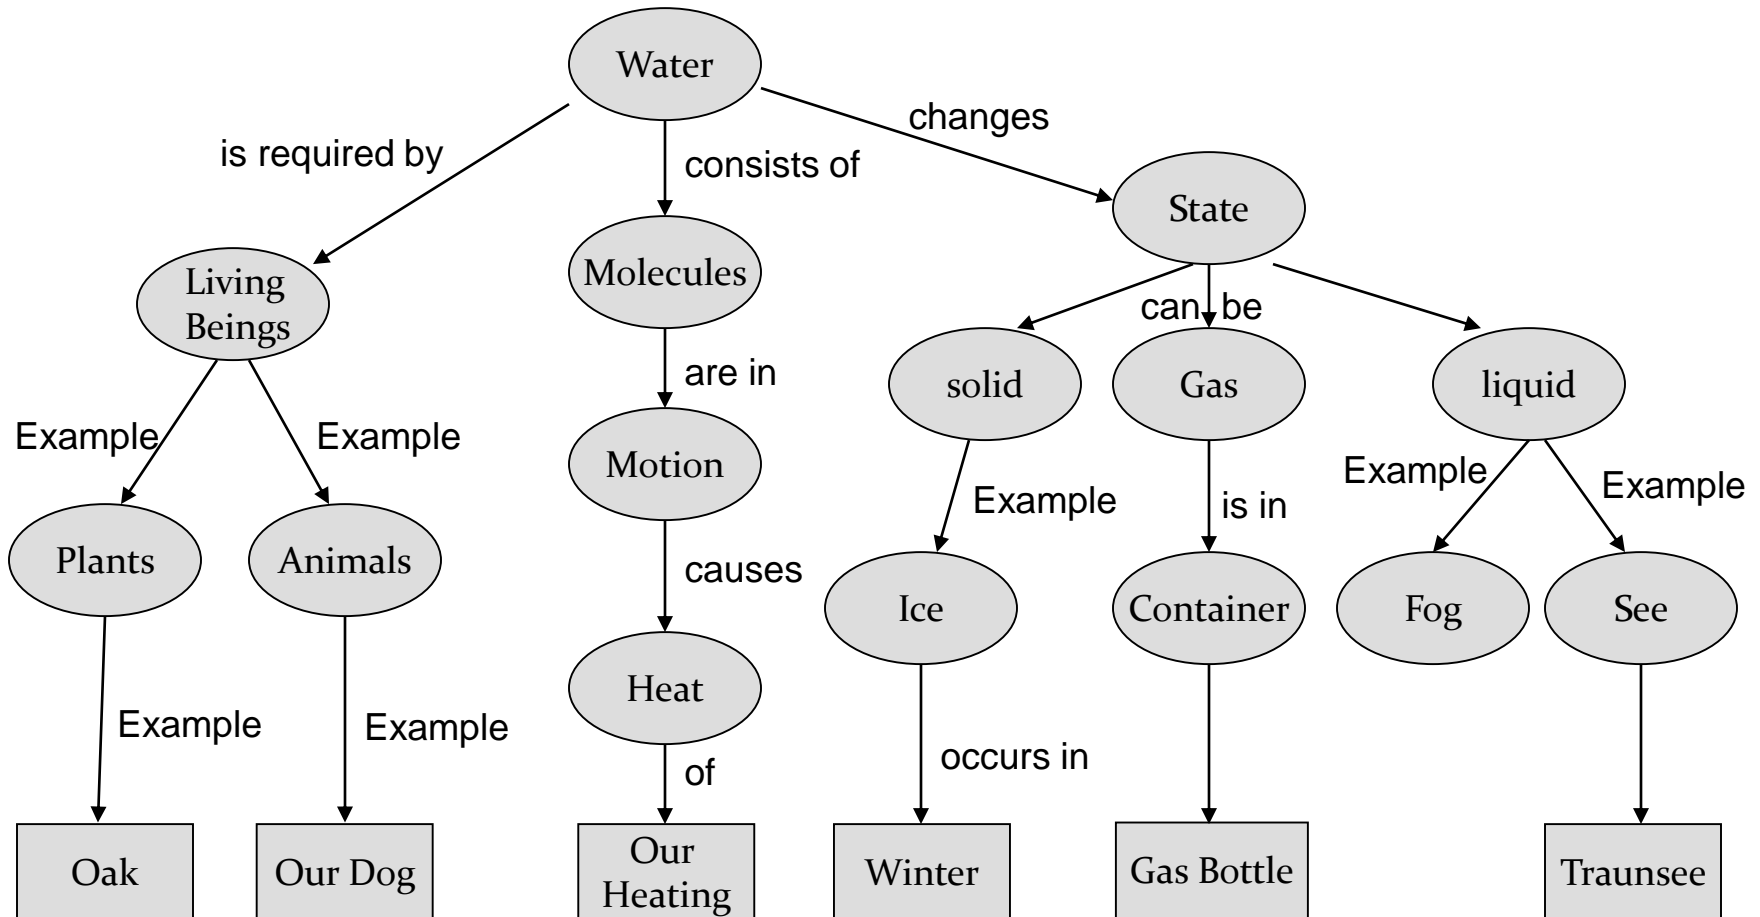 Water
changes
is required by
consists of
State
Living
Beings
Molecules
can be
are in
solid
Gas
liquid
Example
Example
Motion
Example
Example
Example
is in
Plants
Animals
causes
Ice
Container
Fog
See
Heat
Example
Example
of
occurs in
Oak
Our Dog
Our
Heating
Winter
Gas Bottle
Traunsee